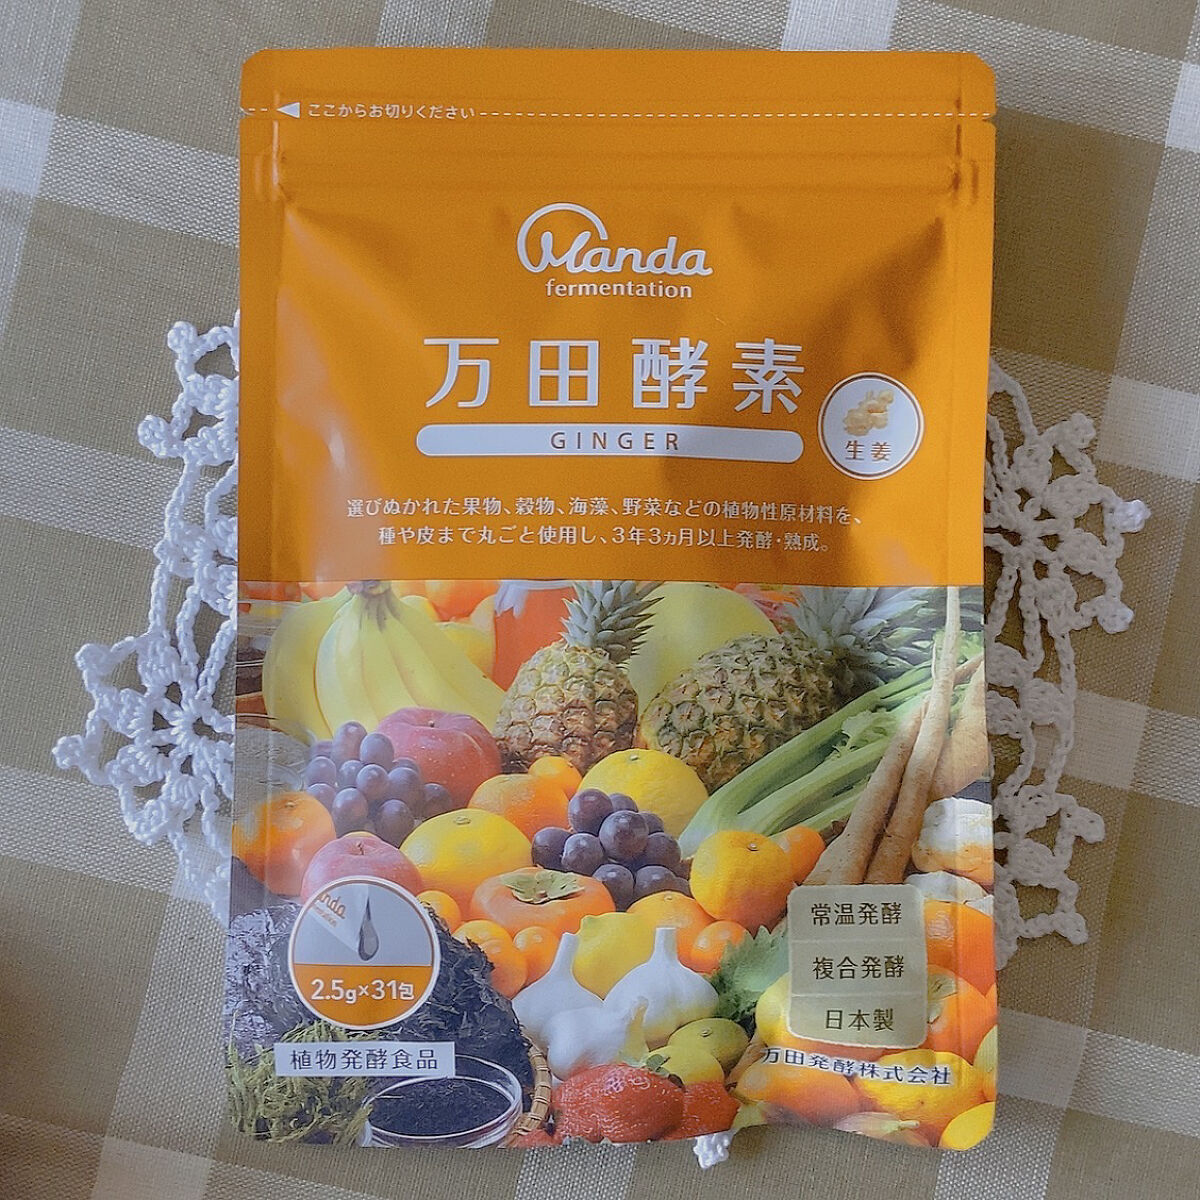 ここからお切りください
Manda
fermentation
万田酵素
GINGER
生姜
選びぬかれた果物、穀物、海藻、野菜などの植物性原材料を、
種や皮まで丸ごと使用し、3年3ヵ月以上発酵・熟成。
2.5g×31包
植物発酵食品
常温発酵
複合発酵
日本製
万田発酵株式会社